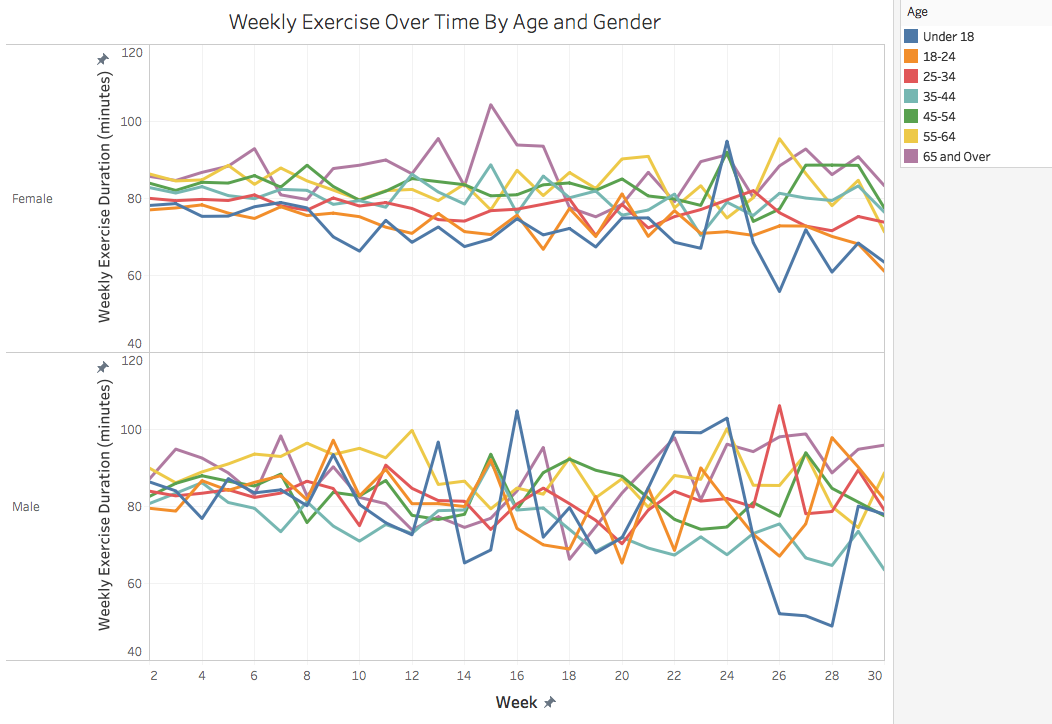 Weekly Exercise Over Time By Age and Gender
Age
Under 18
18-24
25-34
35-44
45-54
55-64
65 and Over
Female
Weekly Exercise Duration (minutes)
120
100
80
60
40
Male
Weekly Exercise Duration (minutes)
120
100
80
60
40
2 4 6 8 10 12 14 16 18 20 22 24 26 28 30
Week